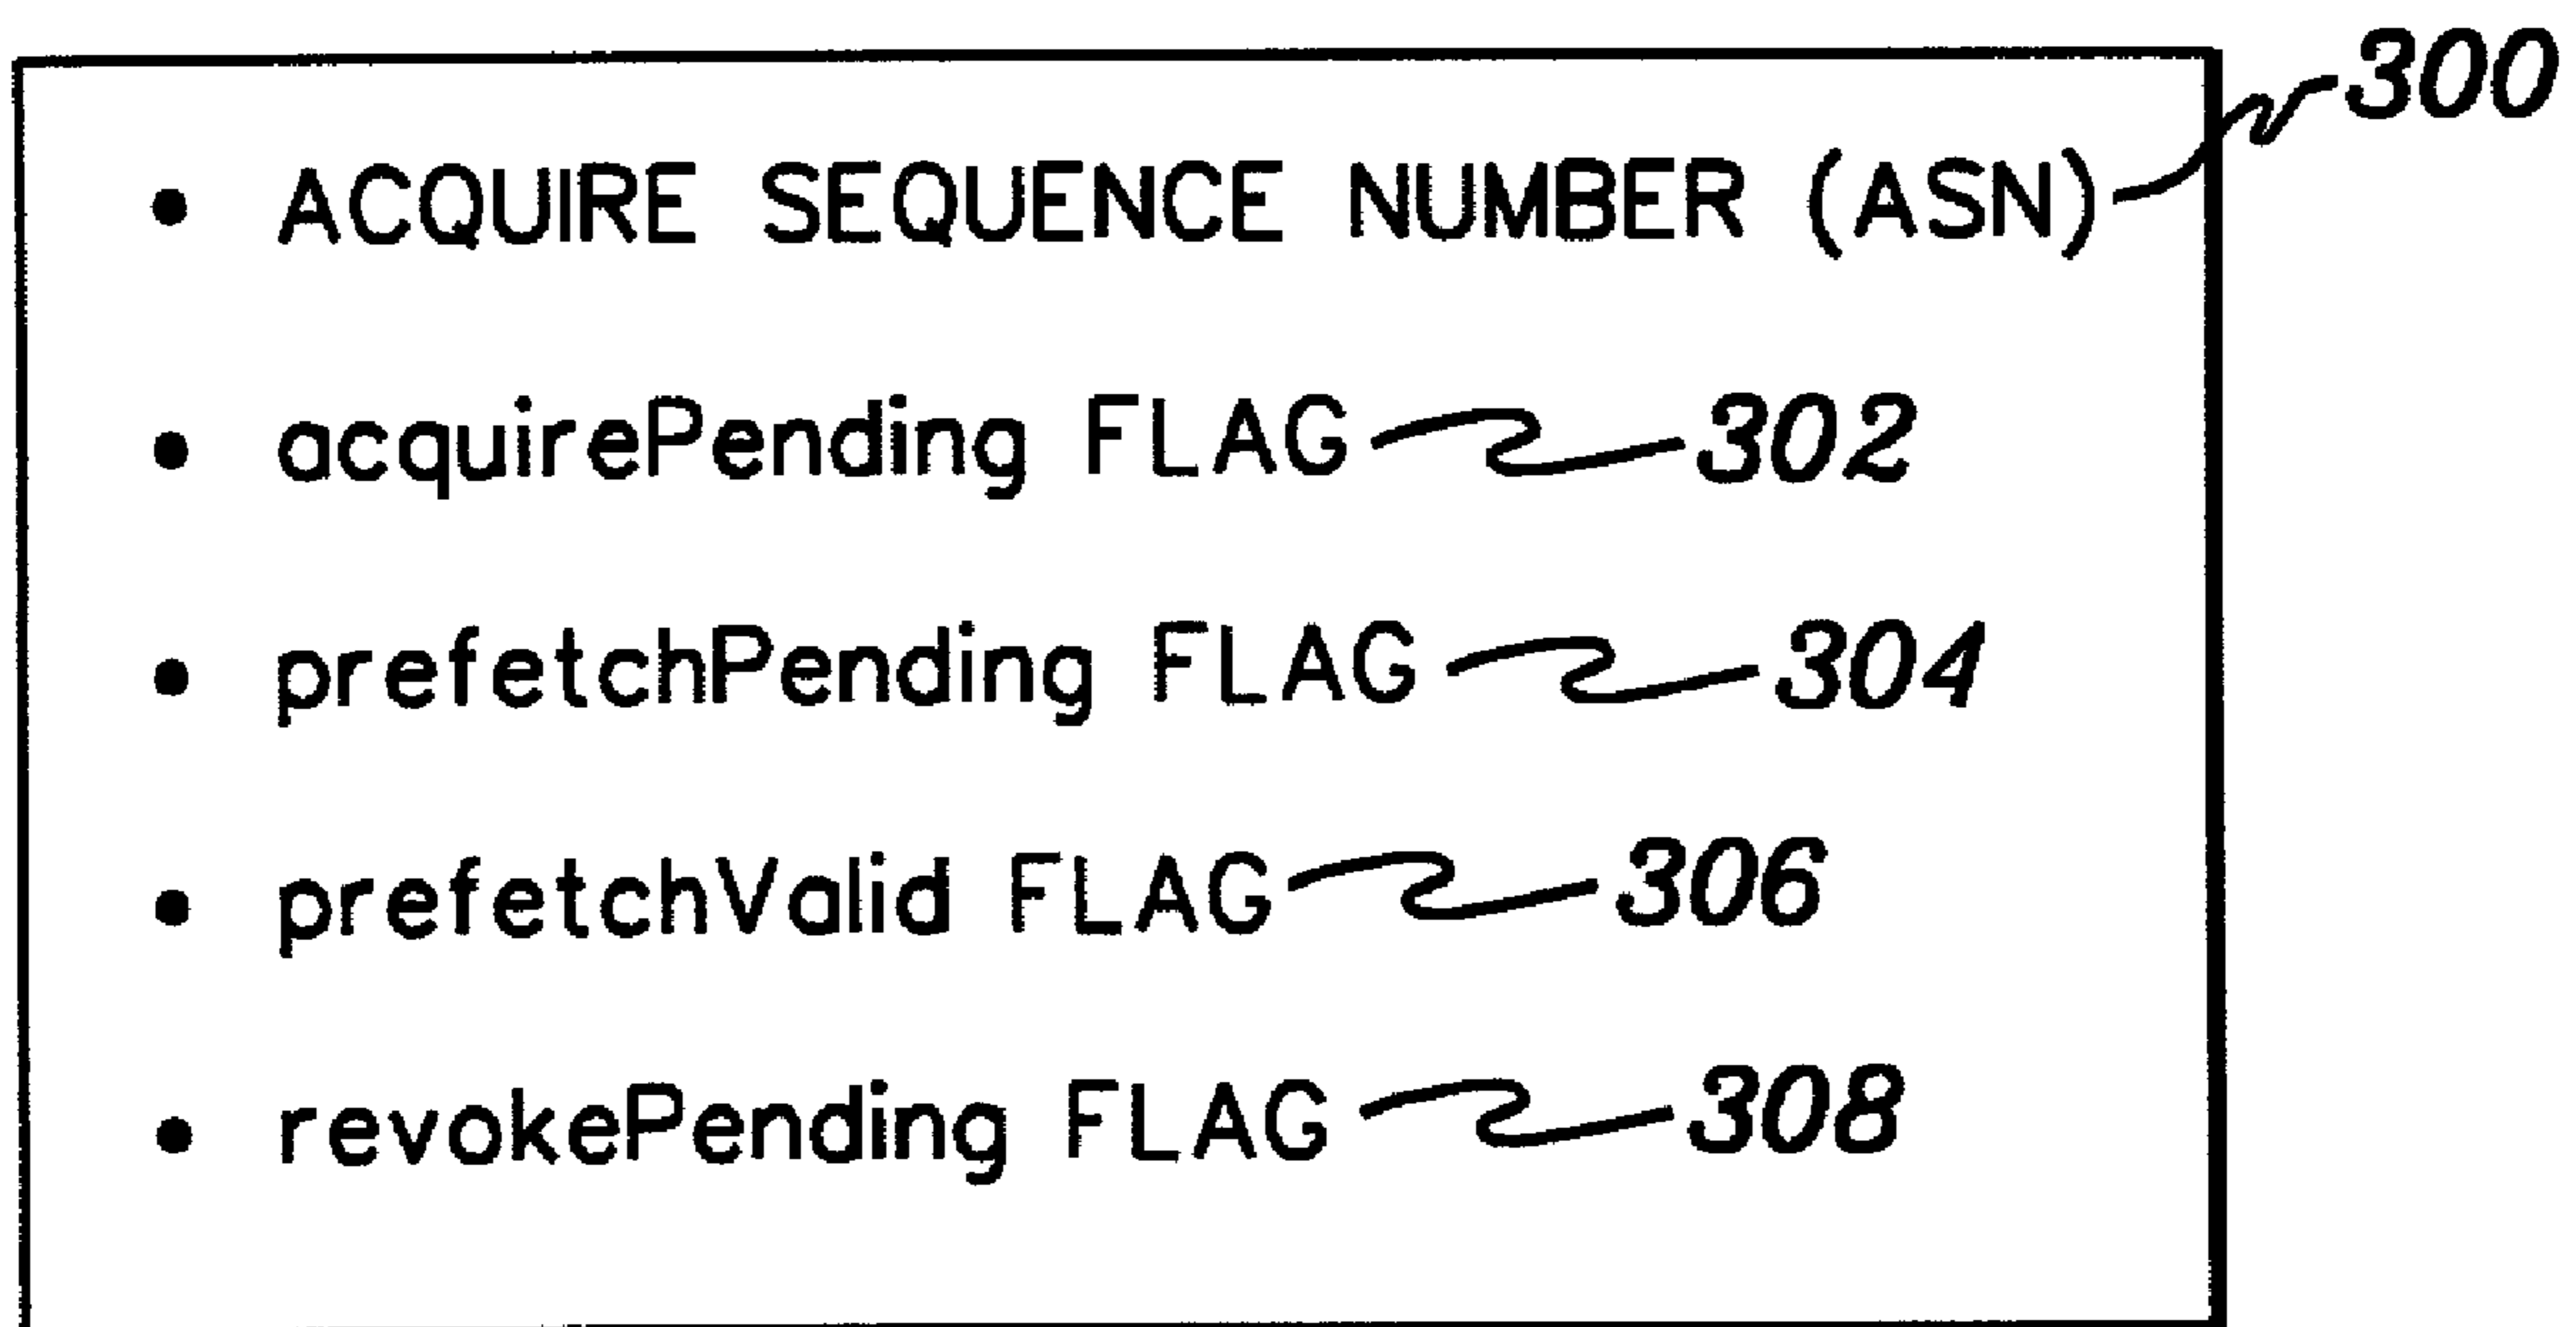 • ACQUIRE SEQUENCE NUMBER (ASN) 300
• acquirePending FLAG 302
• prefetchPending FLAG 304
• prefetchValid FLAG 306
• revokePending FLAG 308